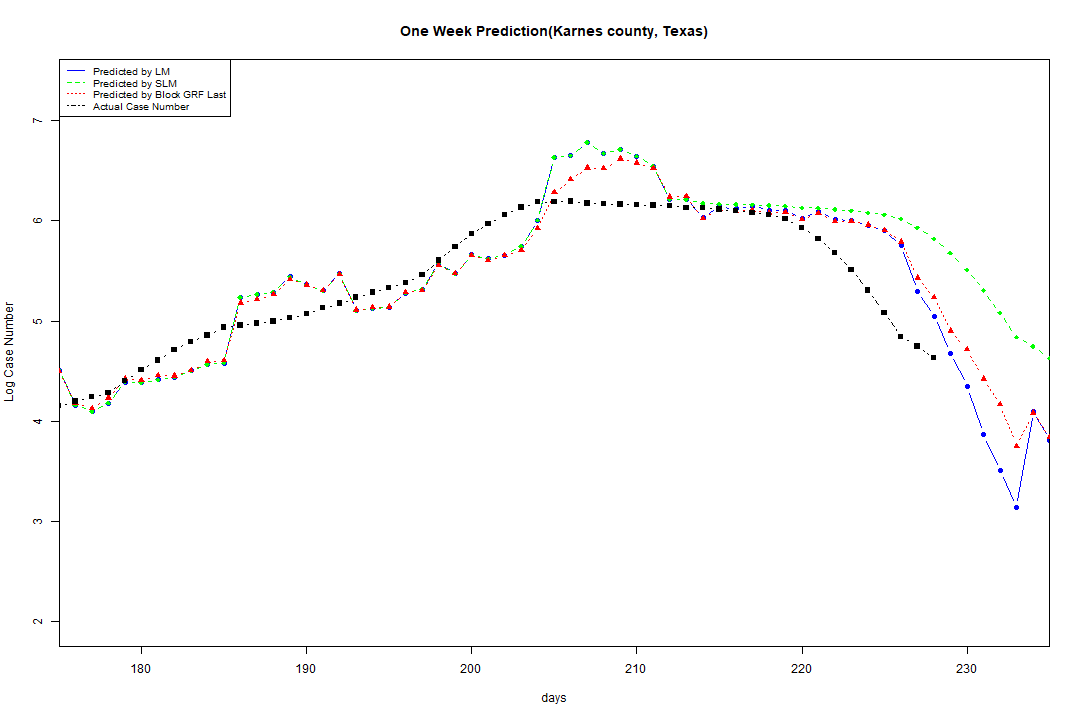 One Week Prediction(Karnes county, Texas)
Predicted by LM
Predicted by SLM
Predicted by Block GRF Last
Actual Case Number
7
6
5
4
3
2
Log Case Number
180 190 200 210 220 230
days